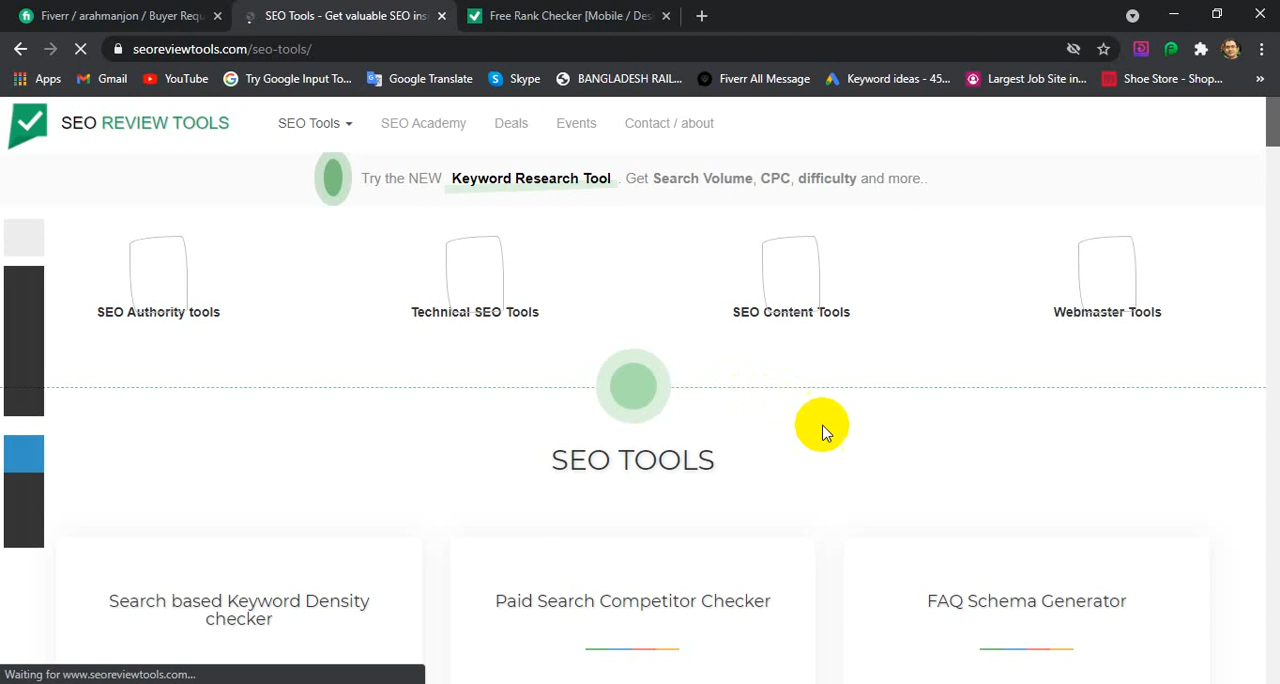 Fiverr / arahmanjon / Buyer Requ
SEO Tools - Get valuable SEO ins
Free Rank Checker [Mobile / Des
seoreviewtools.com/seo-tools/
Apps
Gmail
YouTube
Try Google Input To...
Google Translate
Skype
BANGLADESH RAIL...
Fiverr All Message
Keyword ideas - 45...
Largest Job Site in...
Shoe Store - Shop...
SEO REVIEW TOOLS
SEO Tools
SEO Academy
Deals
Events
Contact / about
Try the NEW Keyword Research Tool. Get Search Volume, CPC, difficulty and more..
SEO Authority tools
Technical SEO Tools
SEO Content Tools
Webmaster Tools
SEO TOOLS
Search based Keyword Density
checker
Paid Search Competitor Checker
FAQ Schema Generator
Waiting for www.seoreviewtools.com...